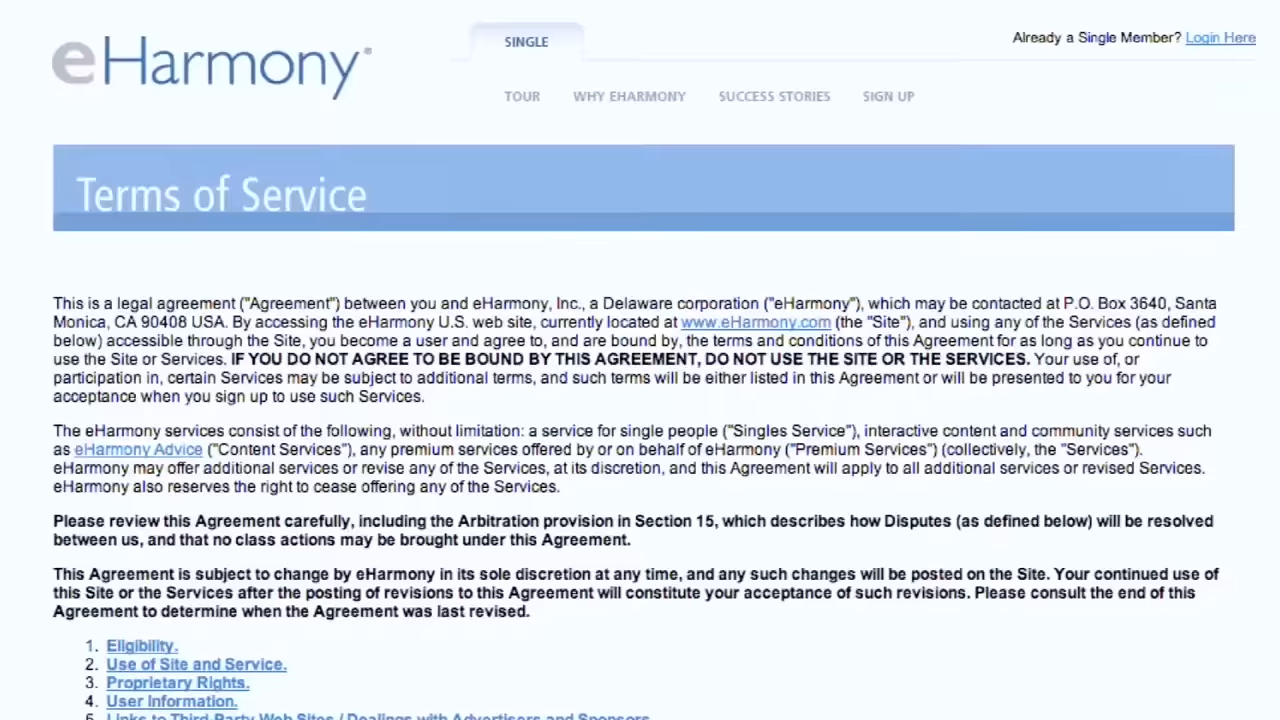 eHarmony
SINGLE
Already a Single Member? Login Here
TOUR WHY EHARMONY SUCCESS STORIES SIGN UP
Terms of Service
This is a legal agreement ("Agreement") between you and eHarmony, Inc., a Delaware corporation ("eHarmony"), which may be contacted at P.O. Box 3640, Santa
Monica, CA 90408 USA. By accessing the eHarmony U.S. web site, currently located at www.eHarmony.com (the "Site"), and using any of the Services (as defined
below) accessible through the Site, you become a user and agree to, and are bound by, the terms and conditions of this Agreement for as long as you continue to
use the Site or Services. IF YOU DO NOT AGREE TO BE BOUND BY THIS AGREEMENT, DO NOT USE THE SITE OR THE SERVICES. Your use of, or
participation in, certain Services may be subject to additional terms, and such terms will be either listed in this Agreement or will be presented to you for your
acceptance when you sign up to use such Services.
The eHarmony services consist of the following, without limitation: a service for single people ("Singles Service"), interactive content and community services such
as eHarmony Advice ("Content Services"), any premium services offered by or on behalf of eHarmony ("Premium Services") (collectively, the "Services").
eHarmony may offer additional services or revise any of the Services, at its discretion, and this Agreement will apply to all additional services or revised Services.
eHarmony also reserves the right to cease offering any of the Services.
Please review this Agreement carefully, including the Arbitration provision in Section 15, which describes how Disputes (as defined below) will be resolved
between us, and that no class actions may be brought under this Agreement.
This Agreement is subject to change by eHarmony in its sole discretion at any time, and any such changes will be posted on the Site. Your continued use of
this Site or the Services after the posting of revisions to this Agreement will constitute your acceptance of such revisions. Please consult the end of this
Agreement to determine when the Agreement was last revised.
1. Eligibility.
2. Use of Site and Service.
3. Proprietary Rights.
4. User Information.
5. Links to Third-Party Web Sites / Dealings with Advertisers and Sponsors.